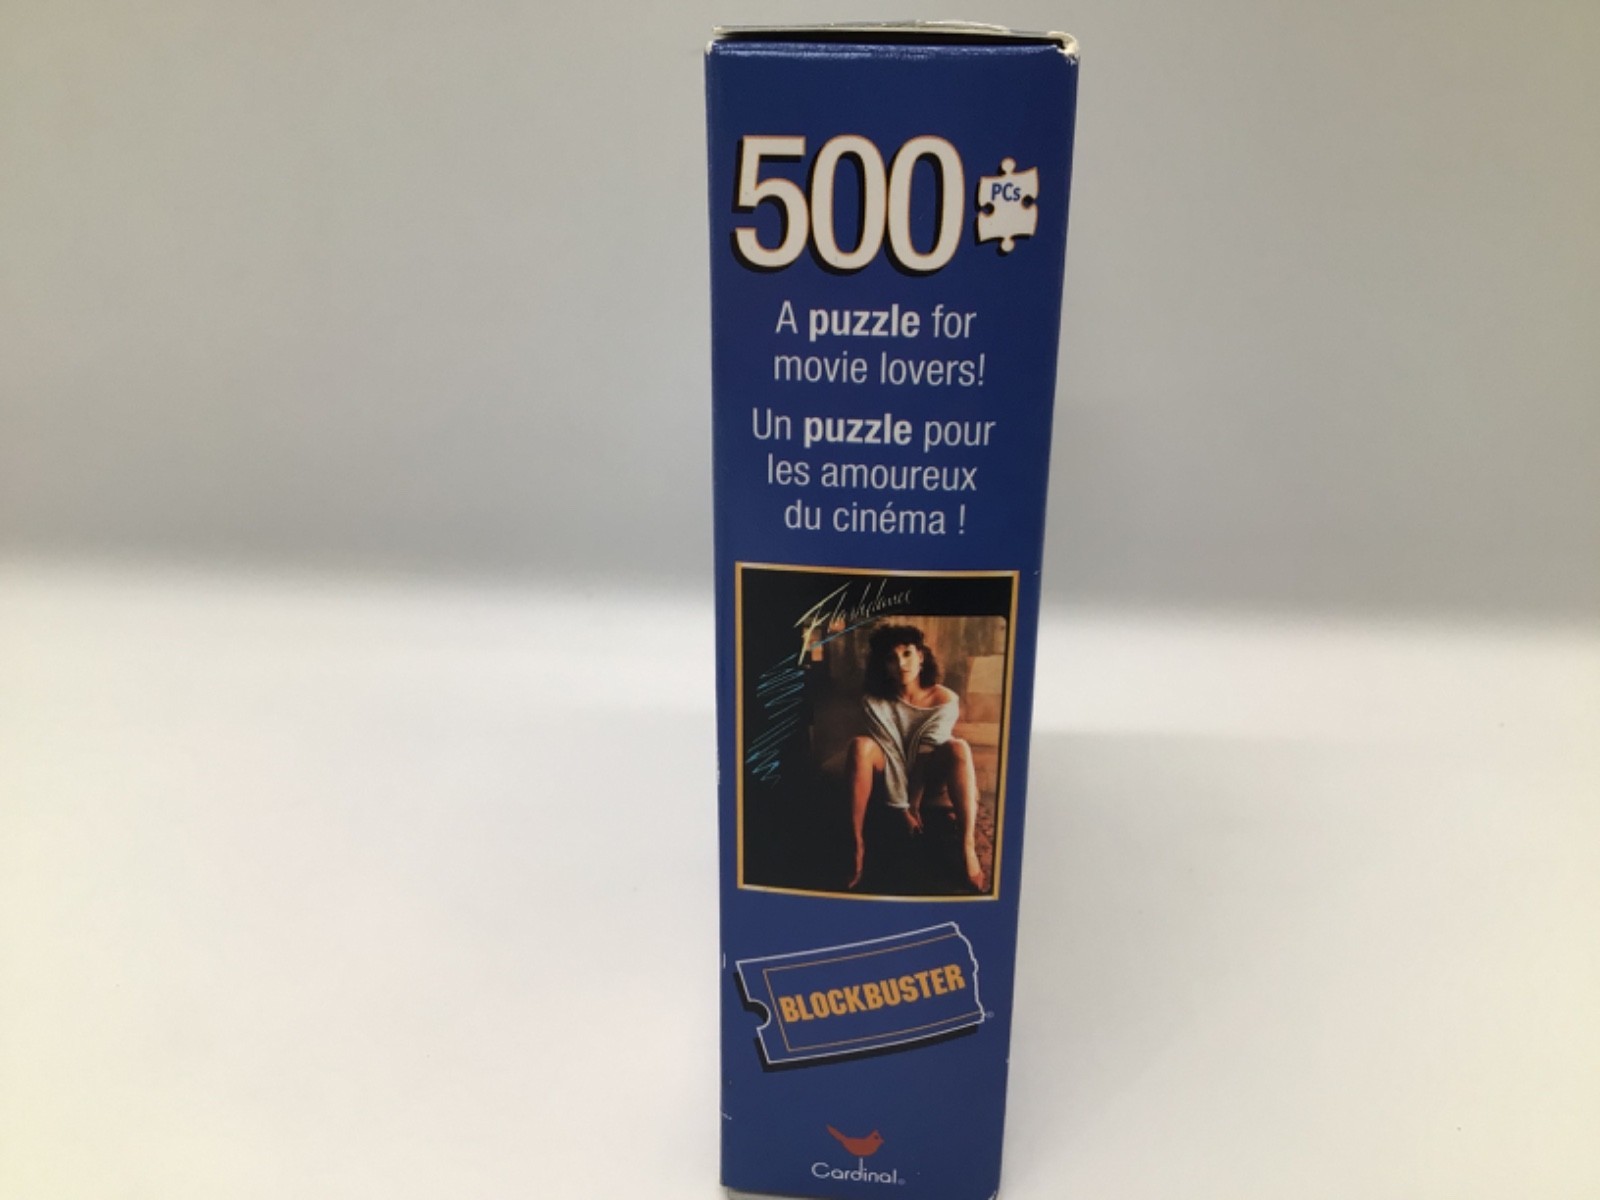 500 PCs
A puzzle for
movie lovers!
Un puzzle pour
les amoureux
du cinéma !
Flashdance
BLOCKBUSTER
Cardinal